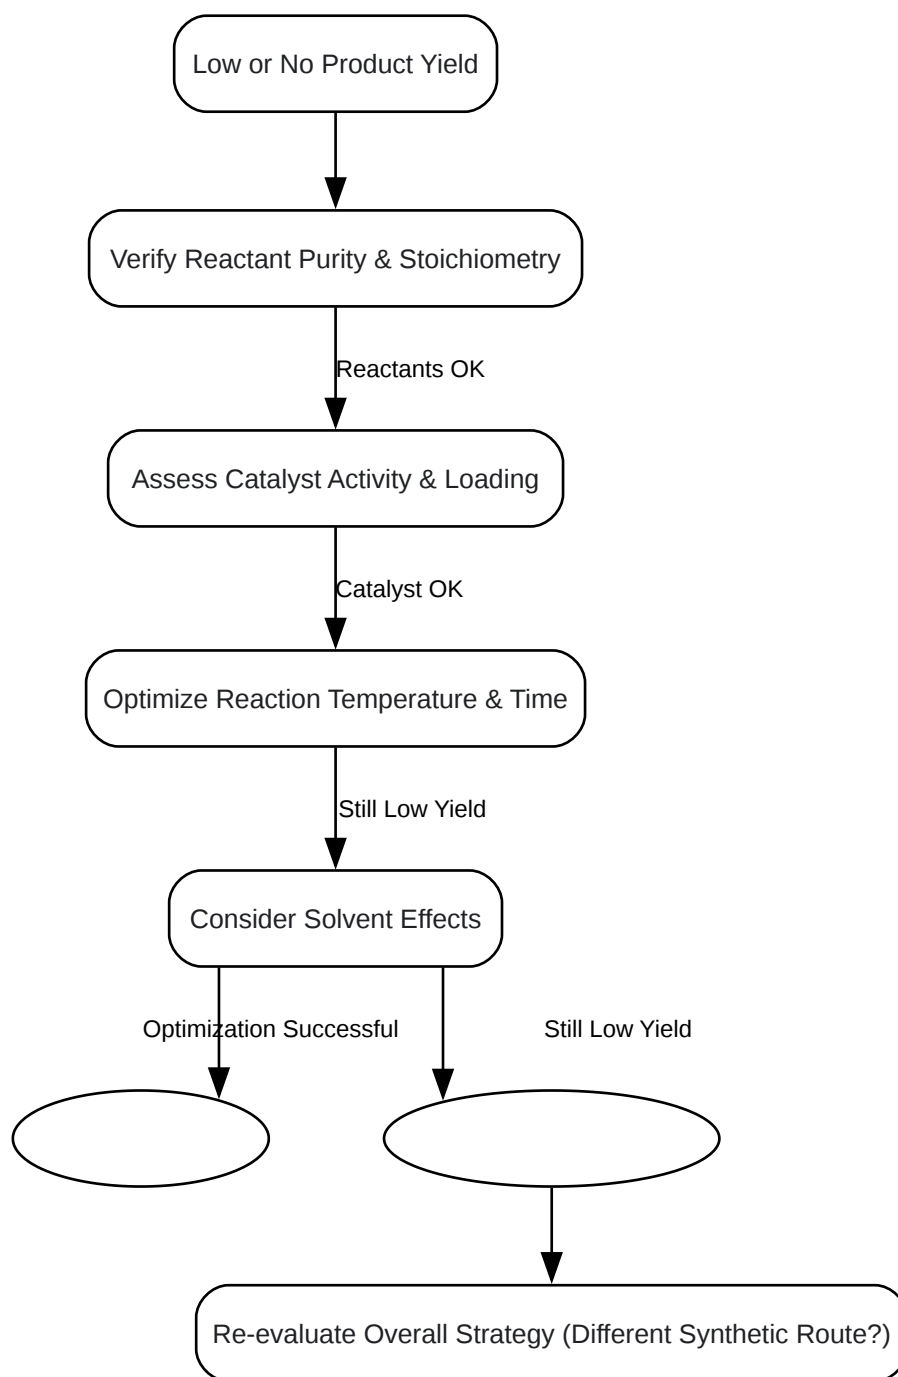 Low or No Product Yield
Verify Reactant Purity & Stoichiometry
Reactants OK
Assess Catalyst Activity & Loading
Catalyst OK
Optimize Reaction Temperature & Time
Still Low Yield
Consider Solvent Effects
Optimization Successful
Still Low Yield
Re-evaluate Overall Strategy (Different Synthetic Route?)